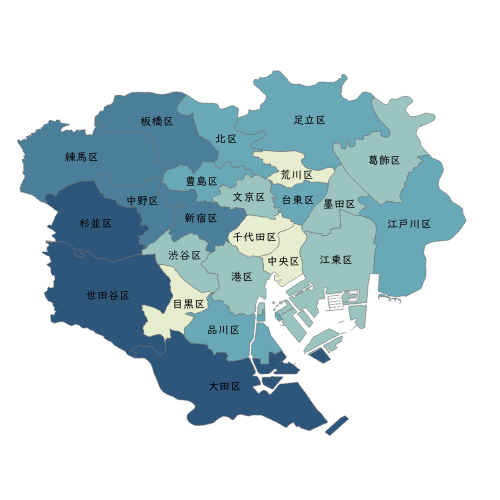 足立区
板橋区
北区
練馬区
葛飾区
荒川区
豊島区
文京区
台東区
墨田区
中野区
新宿区
杉並区
江戸川区
千代田区
渋谷区
中央区
江東区
港区
世田谷区
目黒区
品川区
大田区